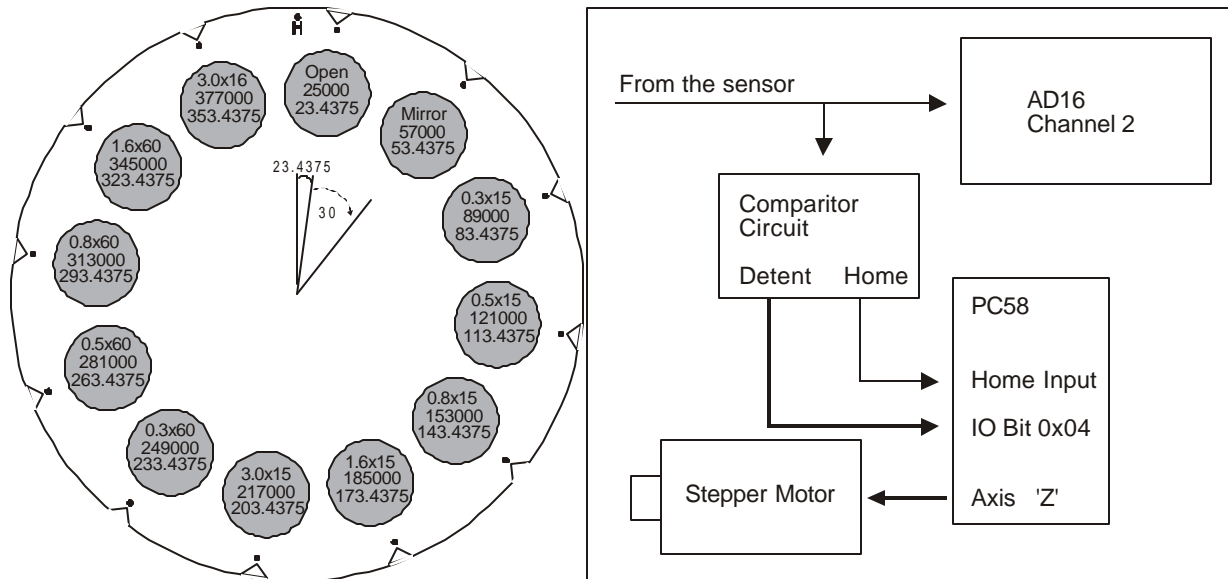 H
Open
25000
23.4375
Mirror
57000
53.4375
0.3x15
89000
83.4375
0.5x15
121000
113.4375
0.8x15
153000
143.4375
1.6x15
185000
173.4375
3.0x15
217000
203.4375
0.3x60
249000
233.4375
0.5x60
281000
263.4375
0.8x60
313000
293.4375
1.6x60
345000
323.4375
3.0x16
377000
353.4375
23.4375
30
From the sensor
AD16
Channel 2
Comparitor
Circuit
Detent Home
PC58
Home Input
IO Bit 0x04
Axis 'Z'
Stepper Motor